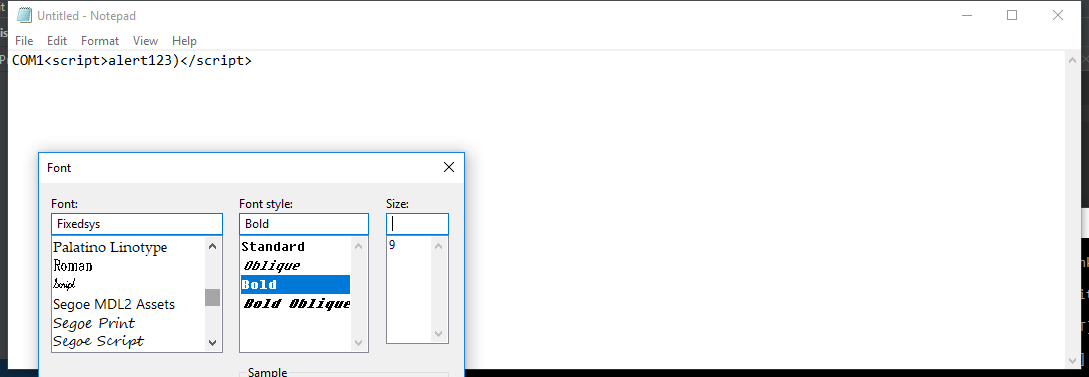 Untitled - Notepad
File Edit Format View Help
COM1<script>alert123)</script>
Font
Font: Font style: Size:
Fixedsys Bold
Palatino Linotype Standard 9
Roman Oblique
Script Bold
Segoe MDL2 Assets Bold Oblique
Segoe Print
Segoe Script
Sample